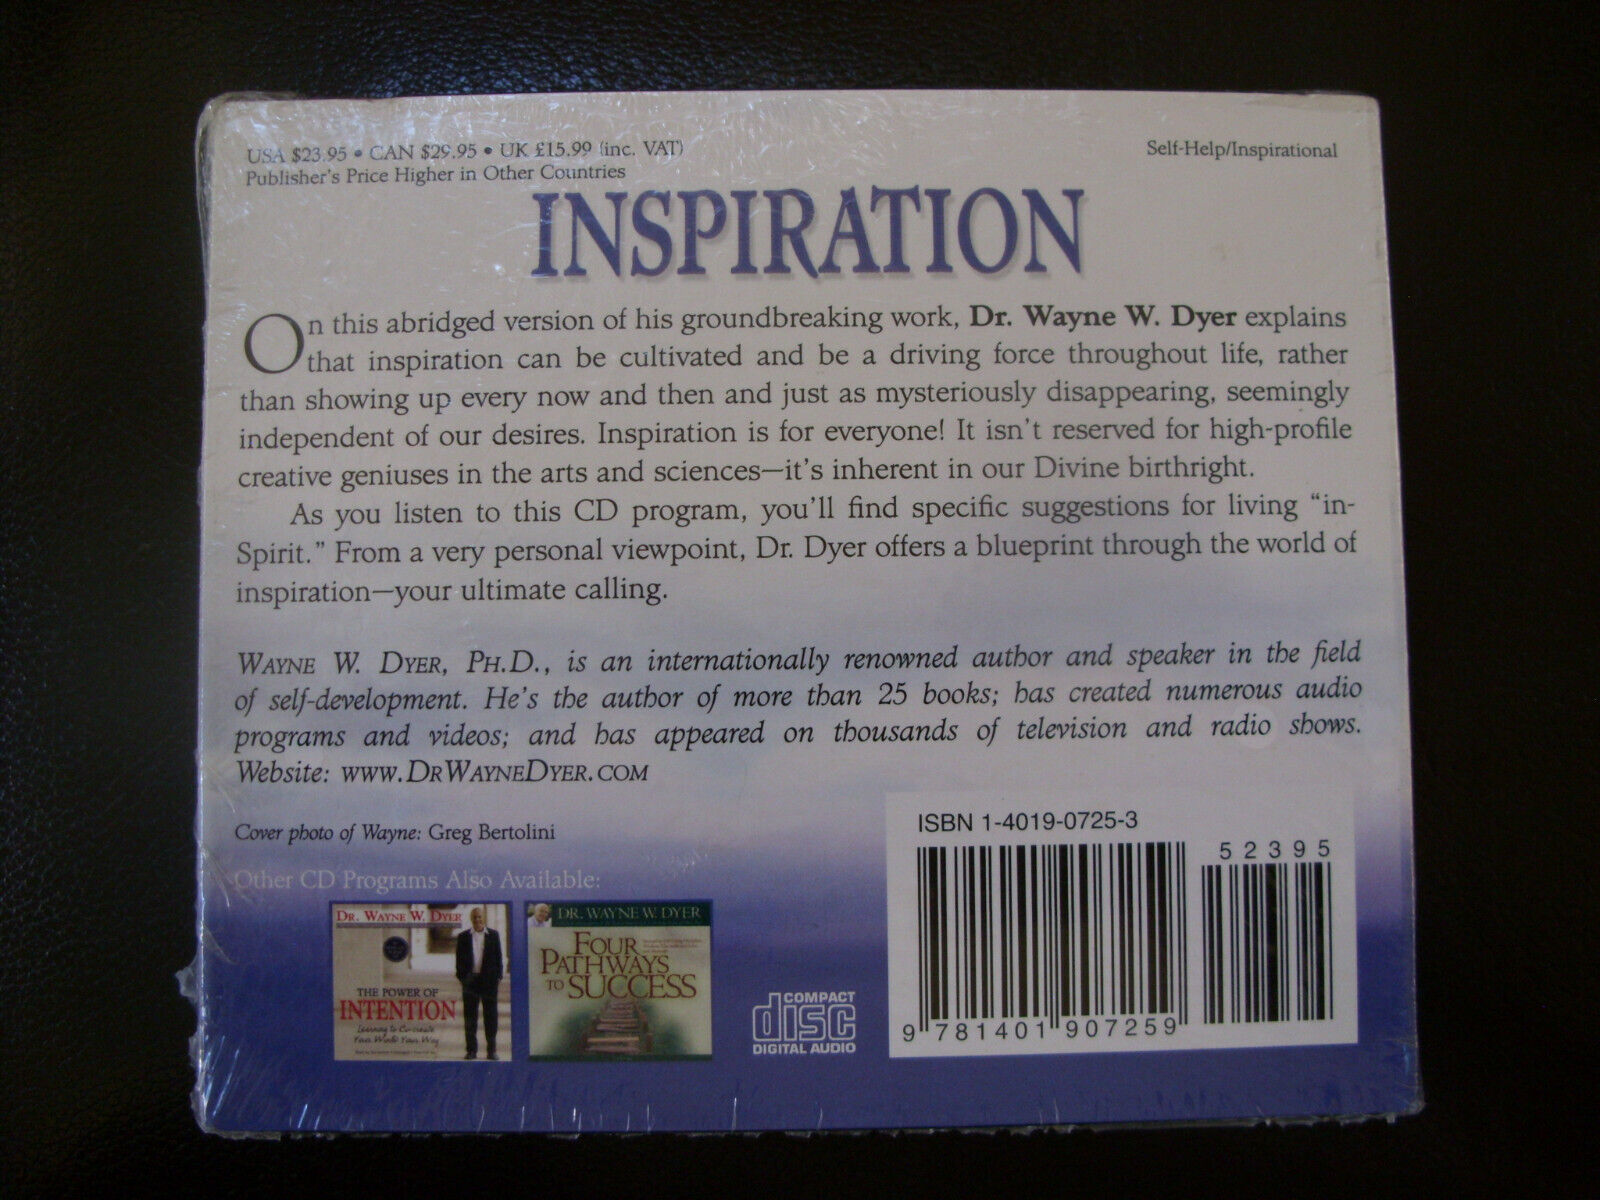 USA $23.95 • CAN $29.95 • UK £15.99 (inc. VAT)
Publisher's Price Higher in Other Countries
Self-Help/Inspirational
INSPIRATION
On this abridged version of his groundbreaking work, Dr. Wayne W. Dyer explains
that inspiration can be cultivated and be a driving force throughout life, rather
than showing up every now and then and just as mysteriously disappearing, seemingly
independent of our desires. Inspiration is for everyone! It isn't reserved for high-profile
creative geniuses in the arts and sciences—it's inherent in our Divine birthright.
As you listen to this CD program, you'll find specific suggestions for living "in-
Spirit." From a very personal viewpoint, Dr. Dyer offers a blueprint through the world of
inspiration—your ultimate calling.
WAYNE W. DYER, PH.D., is an internationally renowned author and speaker in the field
of self-development. He's the author of more than 25 books; has created numerous audio
programs and videos; and has appeared on thousands of television and radio shows.
Website: WWW.DRWAYNEDYER.COM
Cover photo of Wayne: Greg Bertolini
Other CD Programs Also Available:
DR. WAYNE W. DYER
THE POWER OF
INTENTION
Learning to Co-create
Your World Your Way
DR. WAYNE W. DYER
FOUR
PATHWAYS
TO SUCCESS
COMPACT
disc
DIGITAL AUDIO
ISBN 1-4019-0725-3
52395
9 781401 907259